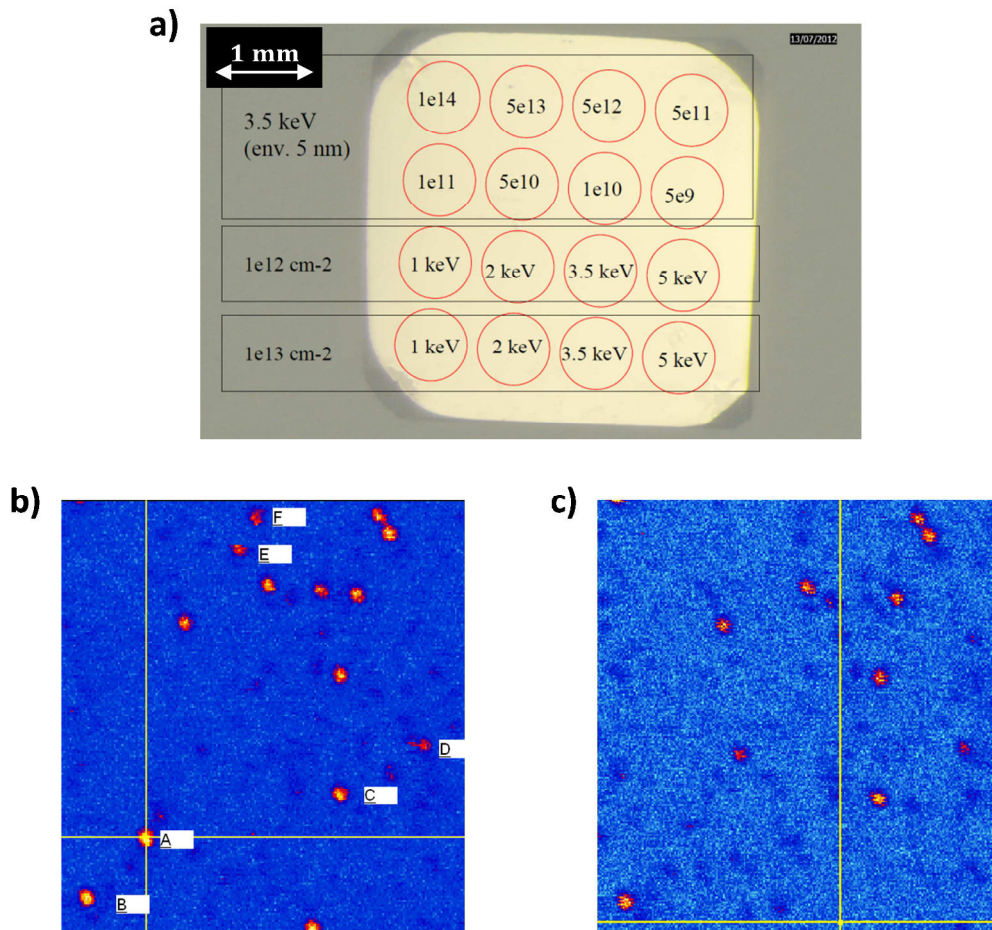 a)
13/07/2012
1 mm
3.5 keV
(env. 5 nm)
1e14 5e13 5e12 5e11
1e11 5e10 1e10 5e9
1e12 cm-2 1 keV 2 keV 3.5 keV 5 keV
1e13 cm-2 1 keV 2 keV 3.5 keV 5 keV
b) c)
F
E
D
C
A
B